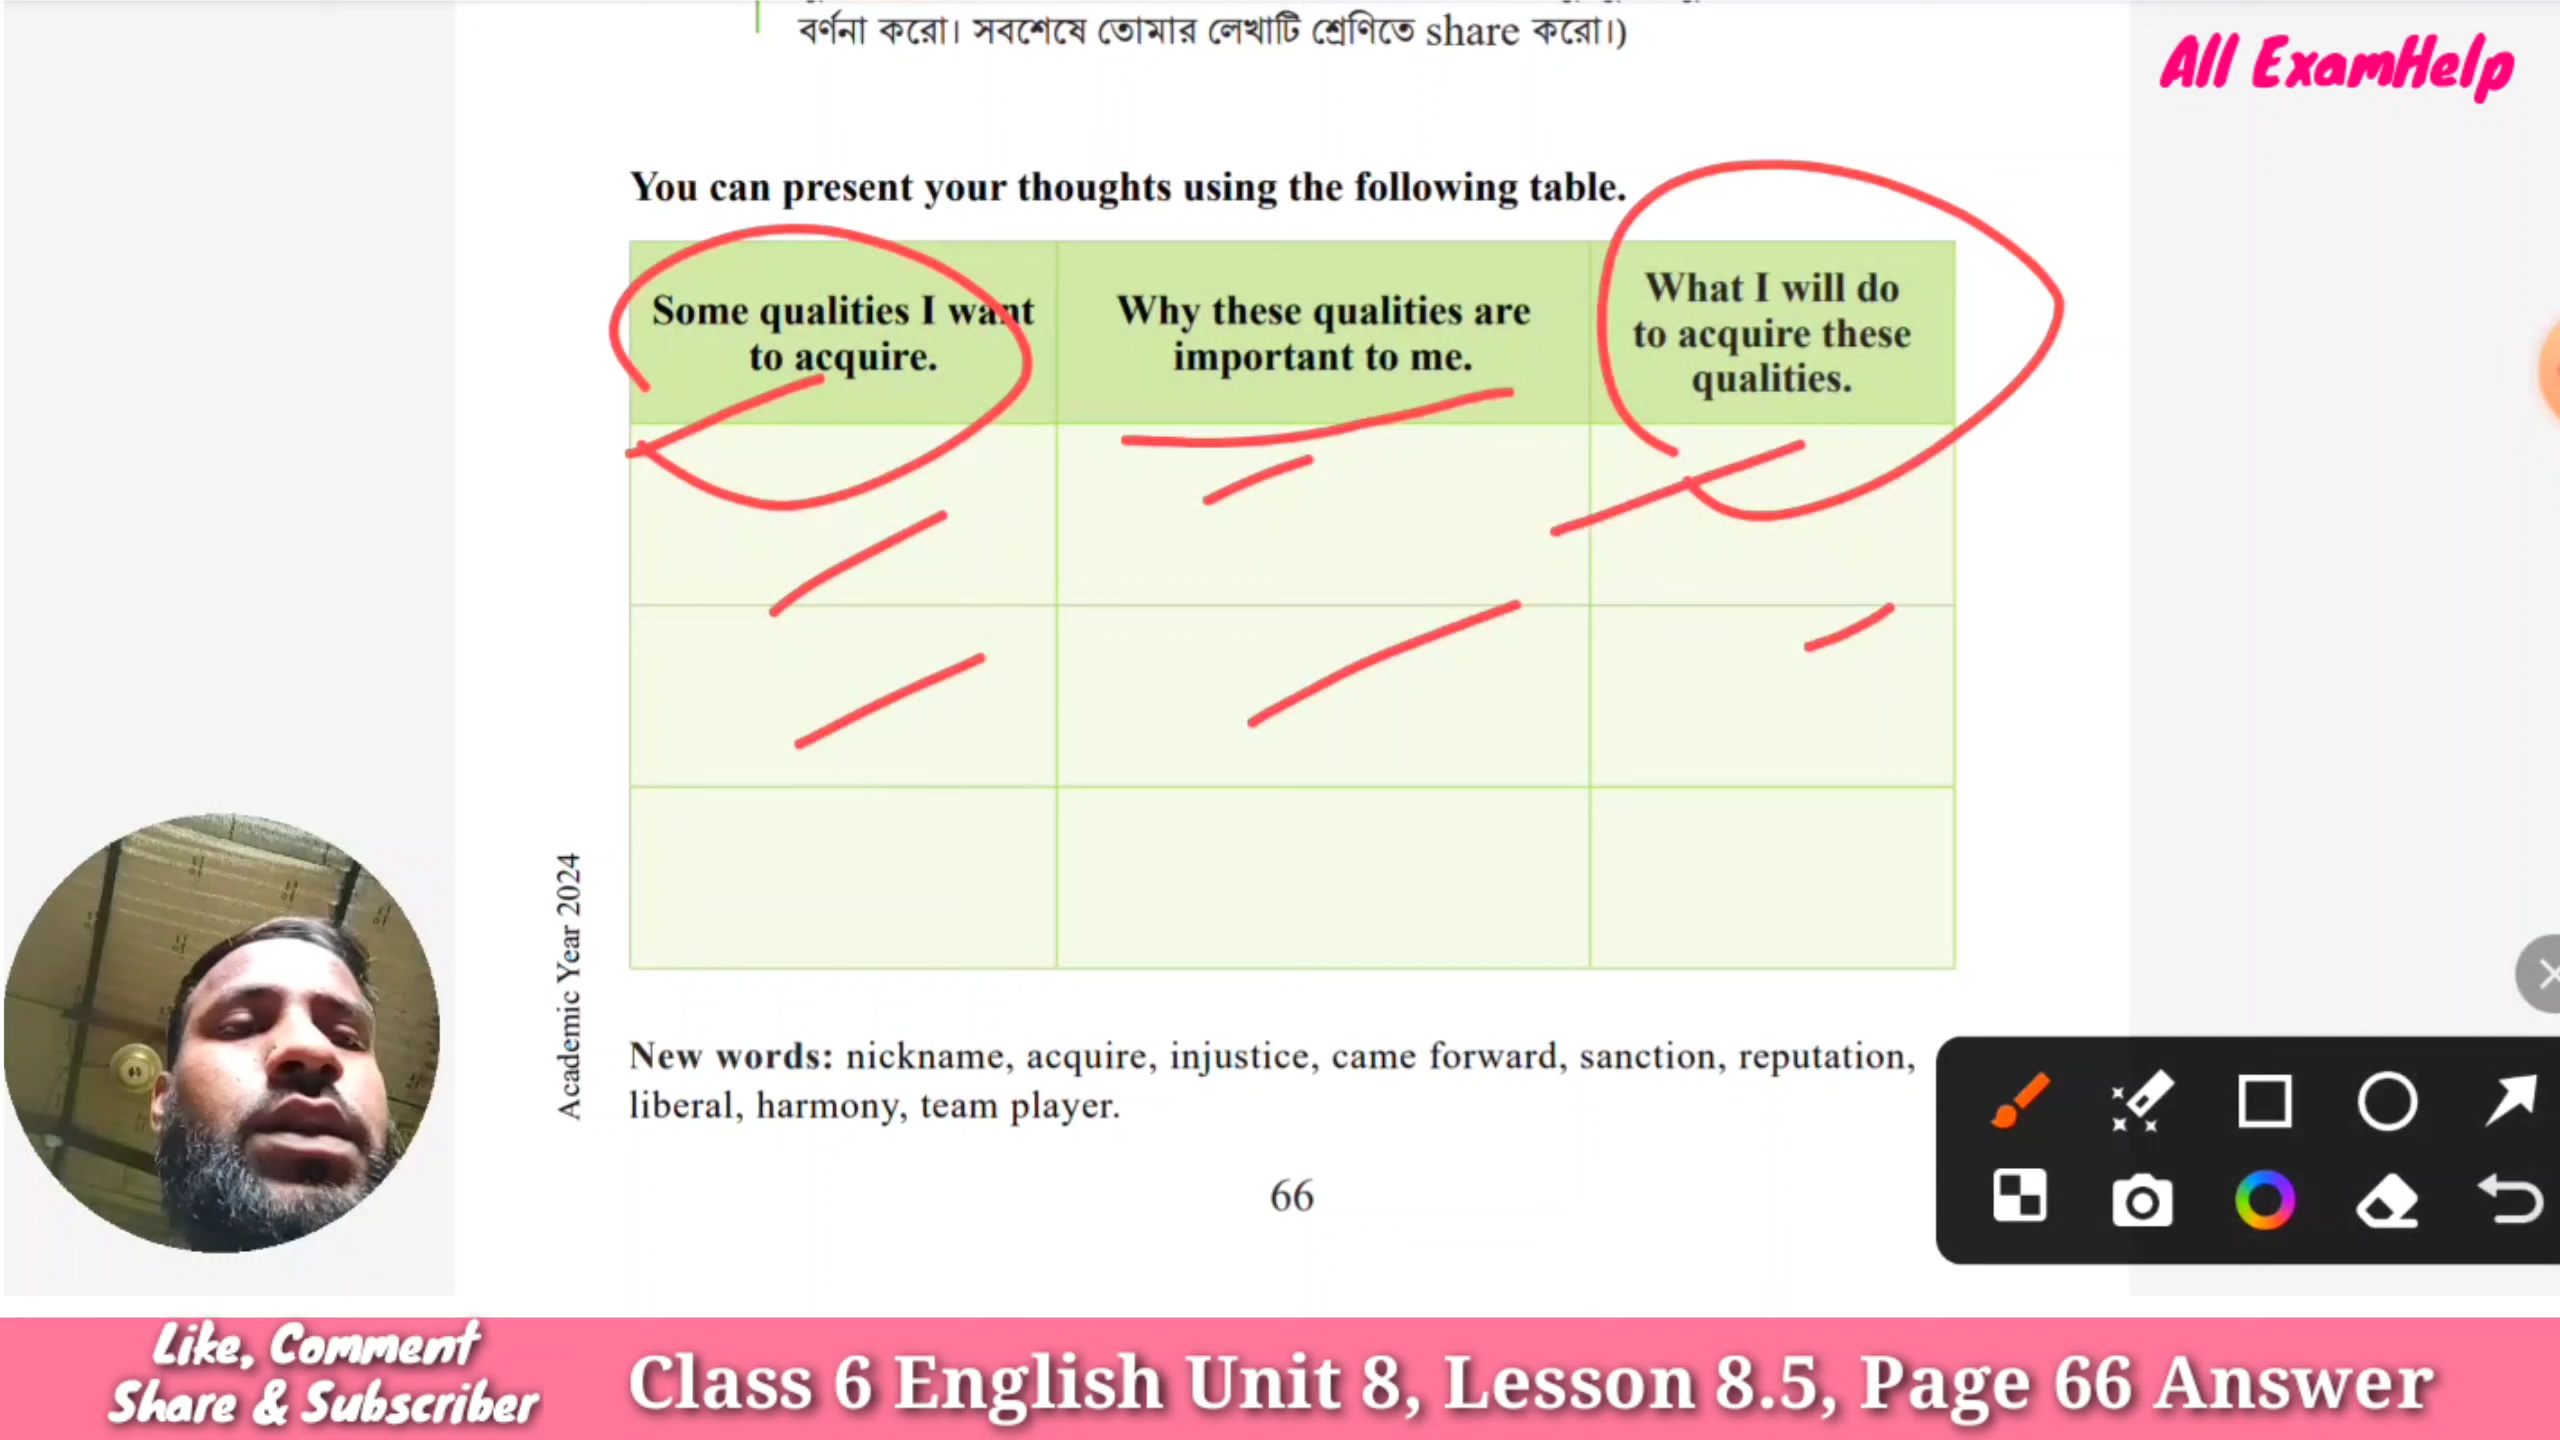 বর্ণনা করো। সবশেষে তোমার লেখাটি শ্রেণিতে share করো।)
All ExamHelp
You can present your thoughts using the following table.
Some qualities I want
to acquire.
Why these qualities are
important to me.
What I will do
to acquire these
qualities.
Academic Year 2024
New words: nickname, acquire, injustice, came forward, sanction, reputation,
liberal, harmony, team player.
66
Like, Comment
Share & Subscriber
Class 6 English Unit 8, Lesson 8.5, Page 66 Answer